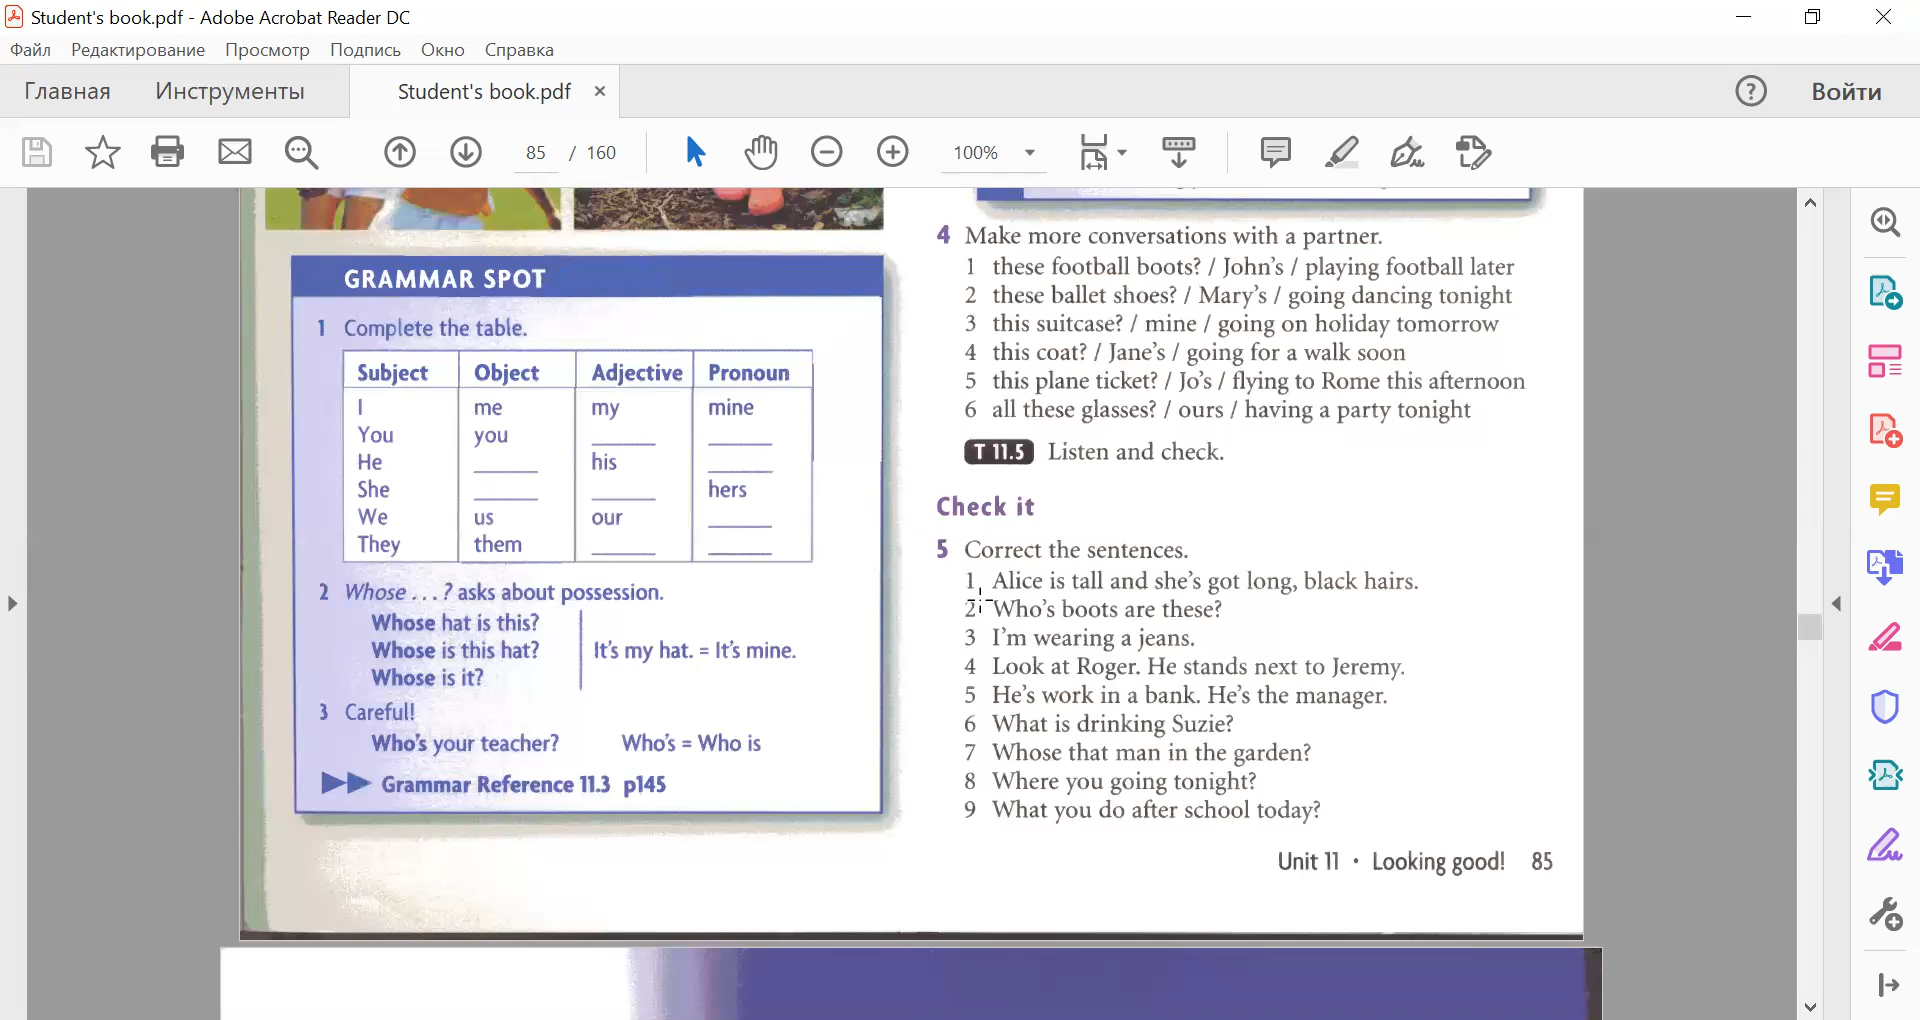 Student's book.pdf - Adobe Acrobat Reader DC
Файл Редактирование Просмотр Подпись Окно Справка
Главная Инструменты Student's book.pdf × ? Войти
85 / 160 100%
GRAMMAR SPOT
1 Complete the table.
Subject Object Adjective Pronoun
I me my mine
You you ______ ______
He ______ his ______
She ______ ______ hers
We us our ______
They them ______ ______
2 Whose . . . ? asks about possession.
Whose hat is this?
Whose is this hat? It's my hat. = It's mine.
Whose is it?
3 Careful!
Who's your teacher? Who's = Who is
Grammar Reference 11.3 p145
4 Make more conversations with a partner.
1 these football boots? / John's / playing football later
2 these ballet shoes? / Mary's / going dancing tonight
3 this suitcase? / mine / going on holiday tomorrow
4 this coat? / Jane's / going for a walk soon
5 this plane ticket? / Jo's / flying to Rome this afternoon
6 all these glasses? / ours / having a party tonight
T 11.5 Listen and check.
Check it
5 Correct the sentences.
1 Alice is tall and she's got long, black hairs.
2 Who's boots are these?
3 I'm wearing a jeans.
4 Look at Roger. He stands next to Jeremy.
5 He's work in a bank. He's the manager.
6 What is drinking Suzie?
7 Whose that man in the garden?
8 Where you going tonight?
9 What you do after school today?
Unit 11 • Looking good! 85